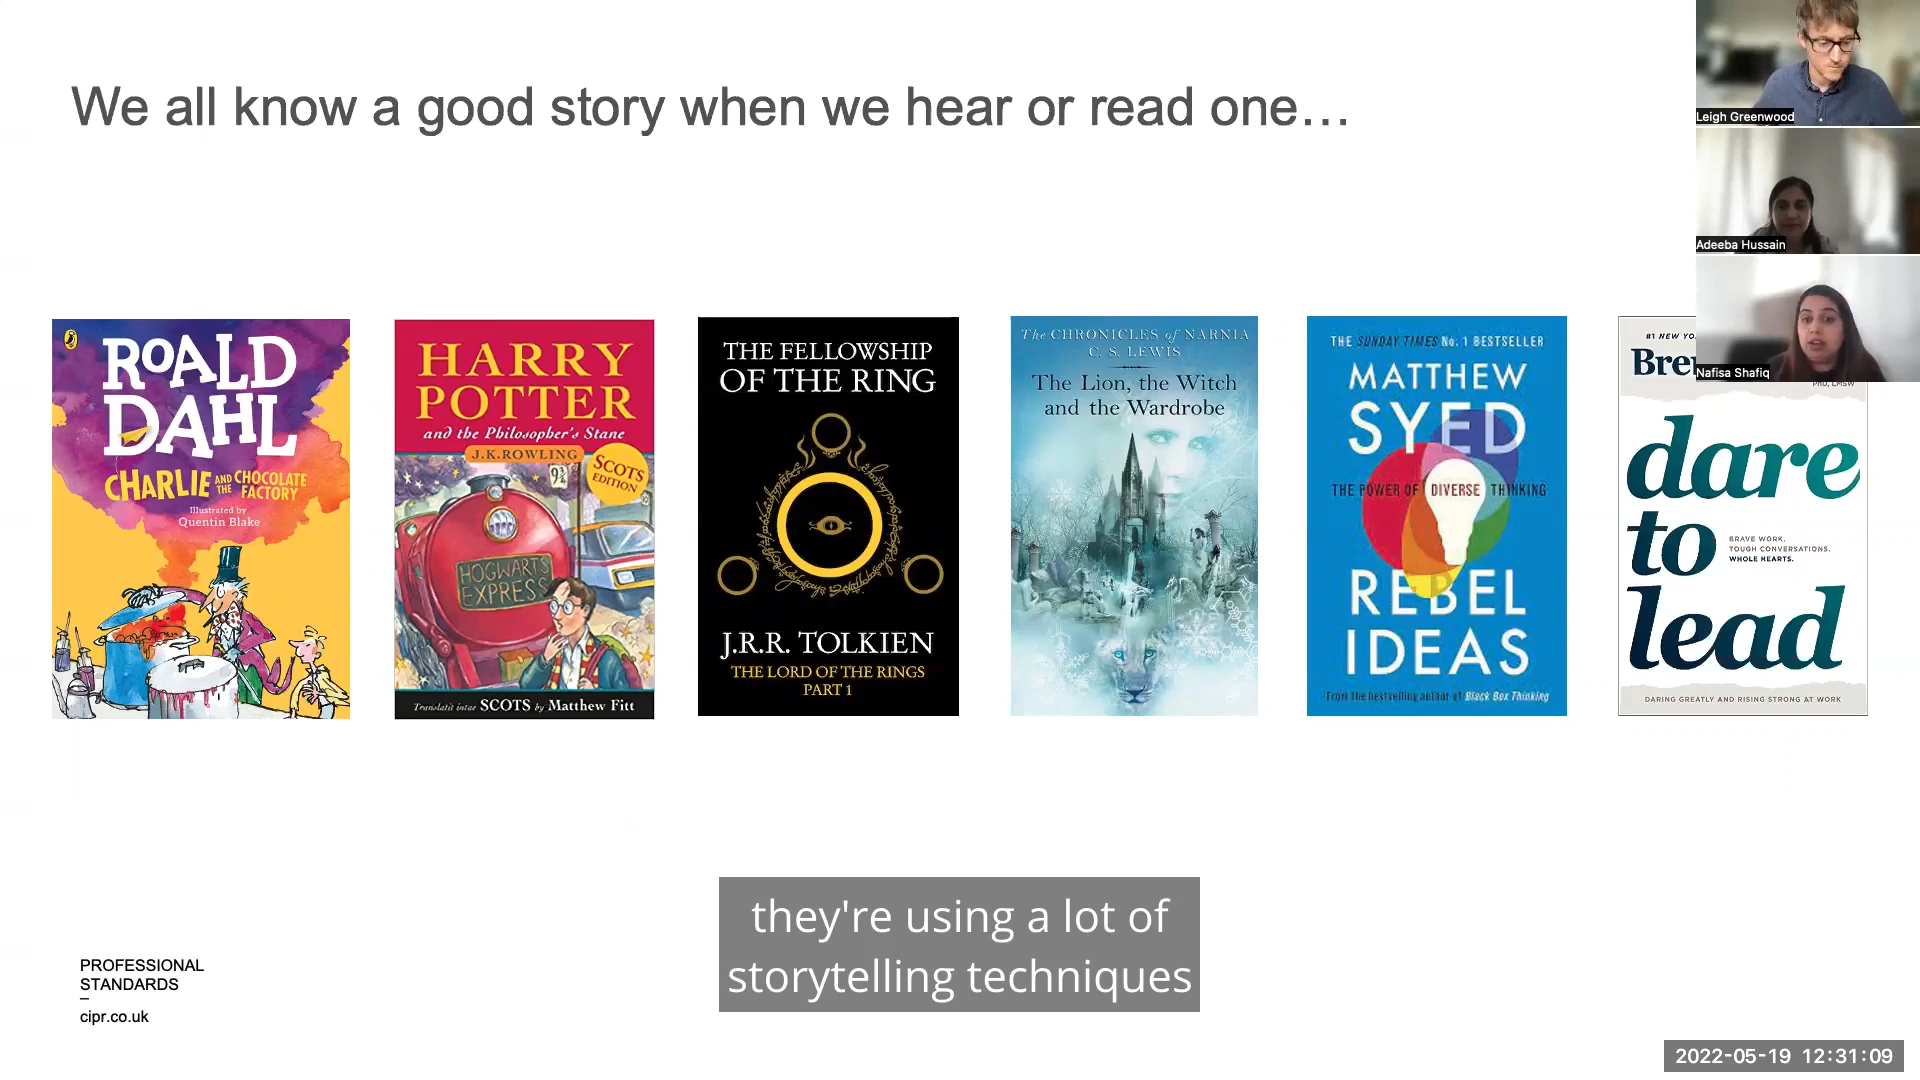 We all know a good story when we hear or read one…
Leigh Greenwood
Adeeba Hussain
Nafisa Shafiq
ROALD
DAHL
CHARLIE AND THE CHOCOLATE
FACTORY
Illustrated by
Quentin Blake
HARRY
POTTER
and the Philosopher's Stane
J.K.ROWLING
SCOTS
EDITION
9¾
HOGWARTS
EXPRESS
Translatit intae SCOTS by Matthew Fitt
THE FELLOWSHIP
OF THE RING
J.R.R. TOLKIEN
THE LORD OF THE RINGS
PART 1
The CHRONICLES of NARNIA
C. S. LEWIS
The Lion, the Witch
and the Wardrobe
THE SUNDAY TIMES No. 1 BESTSELLER
MATTHEW
SYED
THE POWER OF DIVERSE THINKING
REBEL
IDEAS
From the bestselling author of Black Box Thinking
#1 NEW YO
Bre
PhD, LMSW
dare
to
lead
BRAVE WORK.
TOUGH CONVERSATIONS.
WHOLE HEARTS.
DARING GREATLY AND RISING STRONG AT WORK
they're using a lot of
storytelling techniques
PROFESSIONAL
STANDARDS
–
cipr.co.uk
2022-05-19 12:31:09